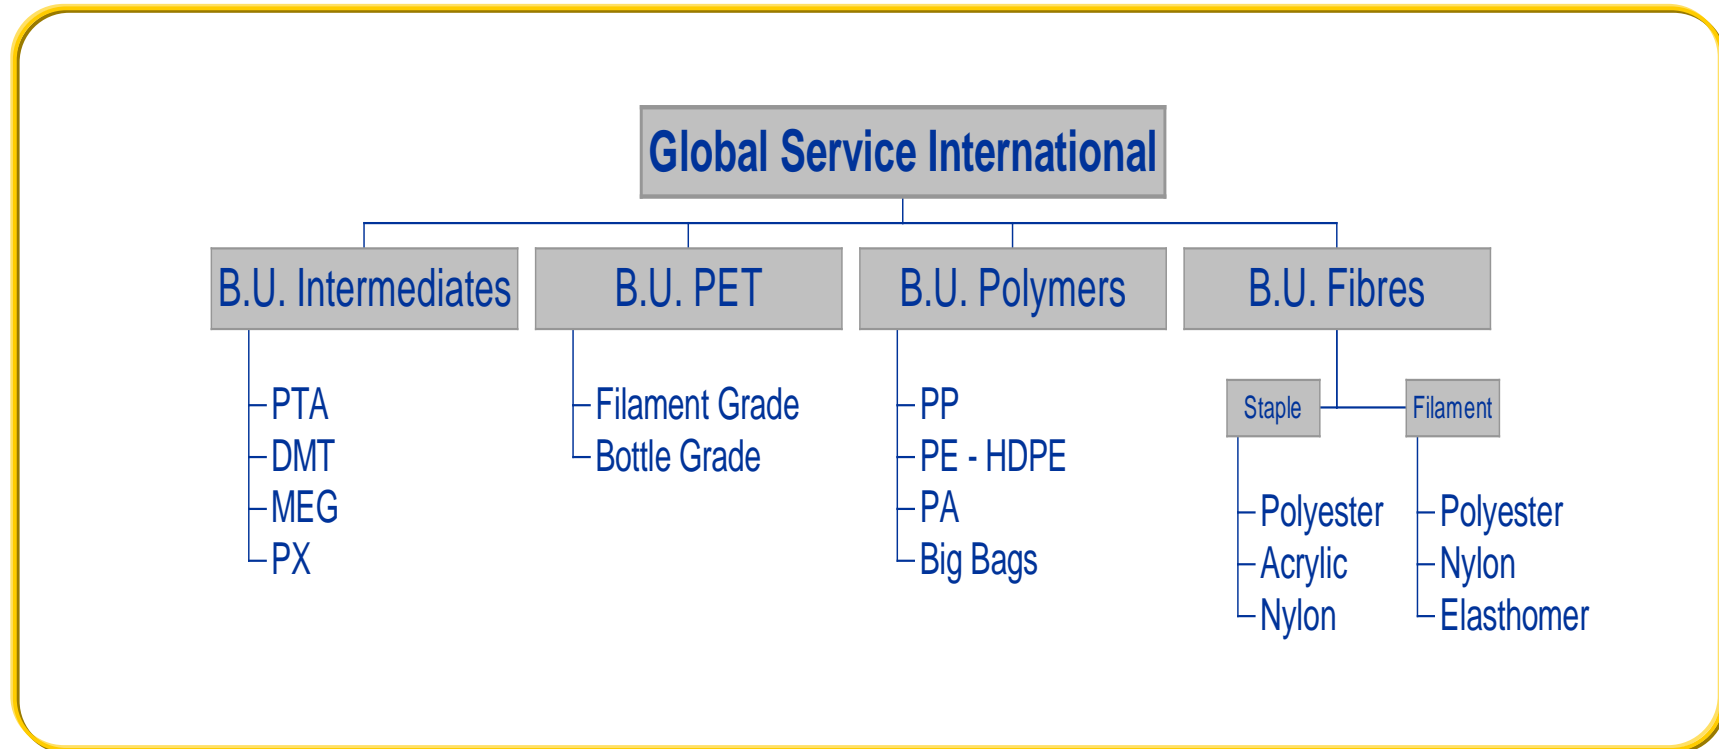 Global Service International
B.U. Intermediates
PTA
DMT
MEG
PX
B.U. PET
Filament Grade
Bottle Grade
B.U. Polymers
PP
PE - HDPE
PA
Big Bags
B.U. Fibres
Staple
Polyester
Acrylic
Nylon
Filament
Polyester
Nylon
Elasthomer